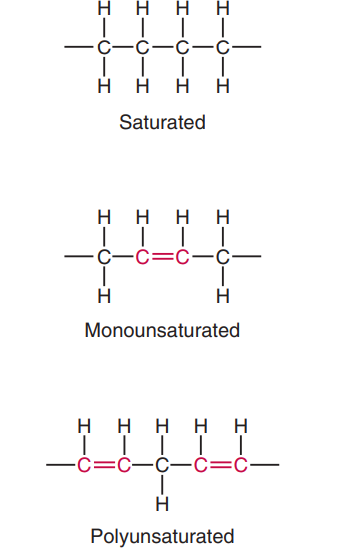 H H H H
C C C C
H H H H
Saturated
H H H H
C C=C C
H H
Monounsaturated
H H H H H
C=C C C=C
H
Polyunsaturated